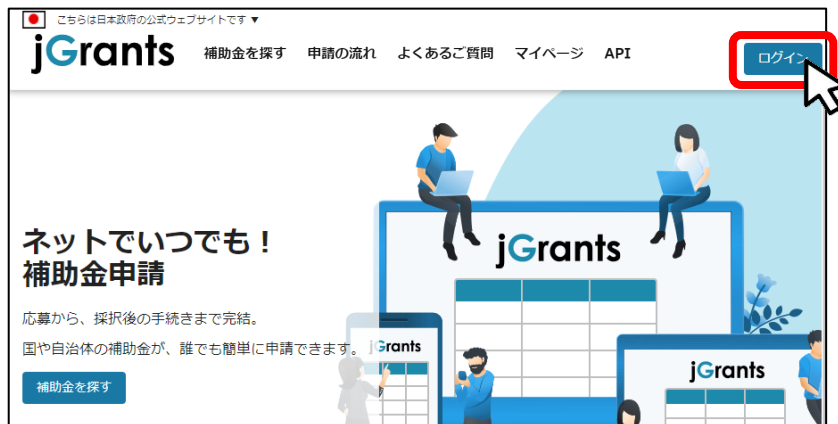 こちらは日本政府の公式ウェブサイトです ▼
jGrants 補助金を探す 申請の流れ よくあるご質問 マイページ API ログイン
ネットでいつでも！
補助金申請
応募から、採択後の手続きまで完結。
国や自治体の補助金が、誰でも簡単に申請できます。
補助金を探す
jGrants
jGrants
jGrants